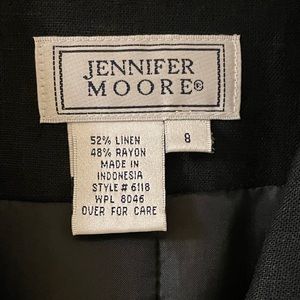 JENNIFER
MOORE®
8
52% LINEN
48% RAYON
MADE IN
INDONESIA
STYLE # 6118
WPL 8046
OVER FOR CARE